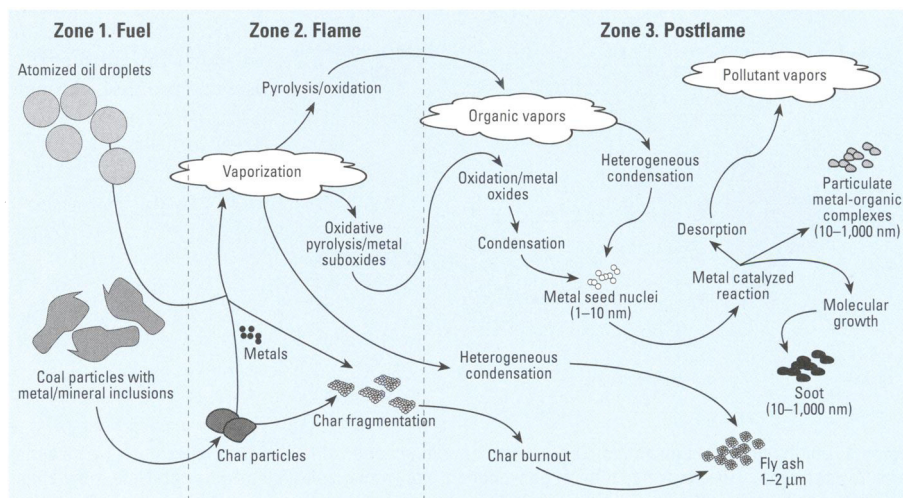 Zone 1. Fuel
Zone 2. Flame
Zone 3. Postflame
Atomized oil droplets
Coal particles with
metal/mineral inclusions
Pyrolysis/oxidation
Vaporization
Oxidative
pyrolysis/metal
suboxides
Metals
Char particles
Char fragmentation
Organic vapors
Oxidation/metal
oxides
Condensation
Heterogeneous
condensation
Metal seed nuclei
(1–10 nm)
Heterogeneous
condensation
Char burnout
Pollutant vapors
Desorption
Particulate
metal-organic
complexes
(10–1,000 nm)
Metal catalyzed
reaction
Molecular
growth
Soot
(10–1,000 nm)
Fly ash
1–2 μm